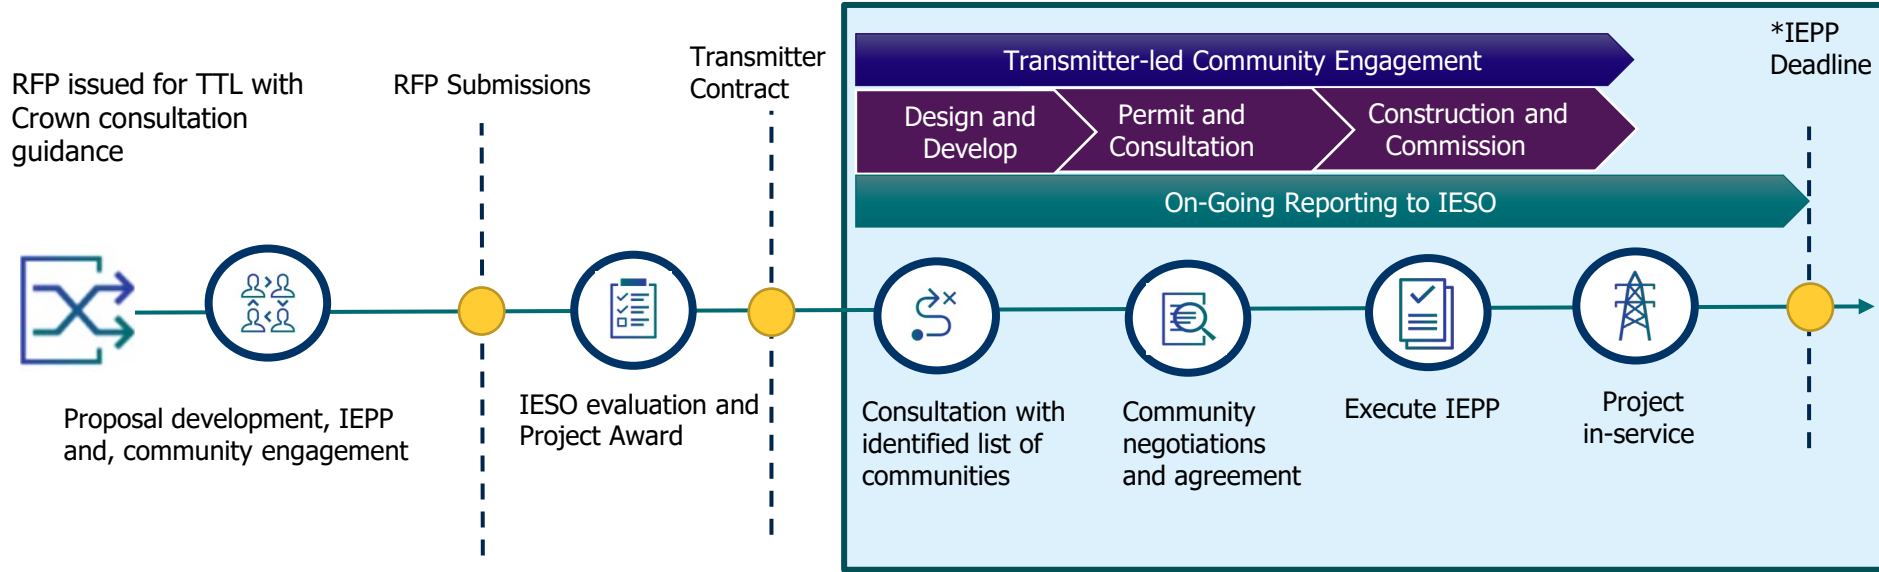 RFP issued for TTL with
Crown consultation
guidance
RFP Submissions
Transmitter
Contract
Transmitter-led Community Engagement
*IEPP
Deadline
Design and
Develop
Permit and
Consultation
Construction and
Commission
On-Going Reporting to IESO
Proposal development, IEPP
and, community engagement
IESO evaluation and
Project Award
Consultation with
identified list of
communities
Community
negotiations
and agreement
Execute IEPP
Project
in-service